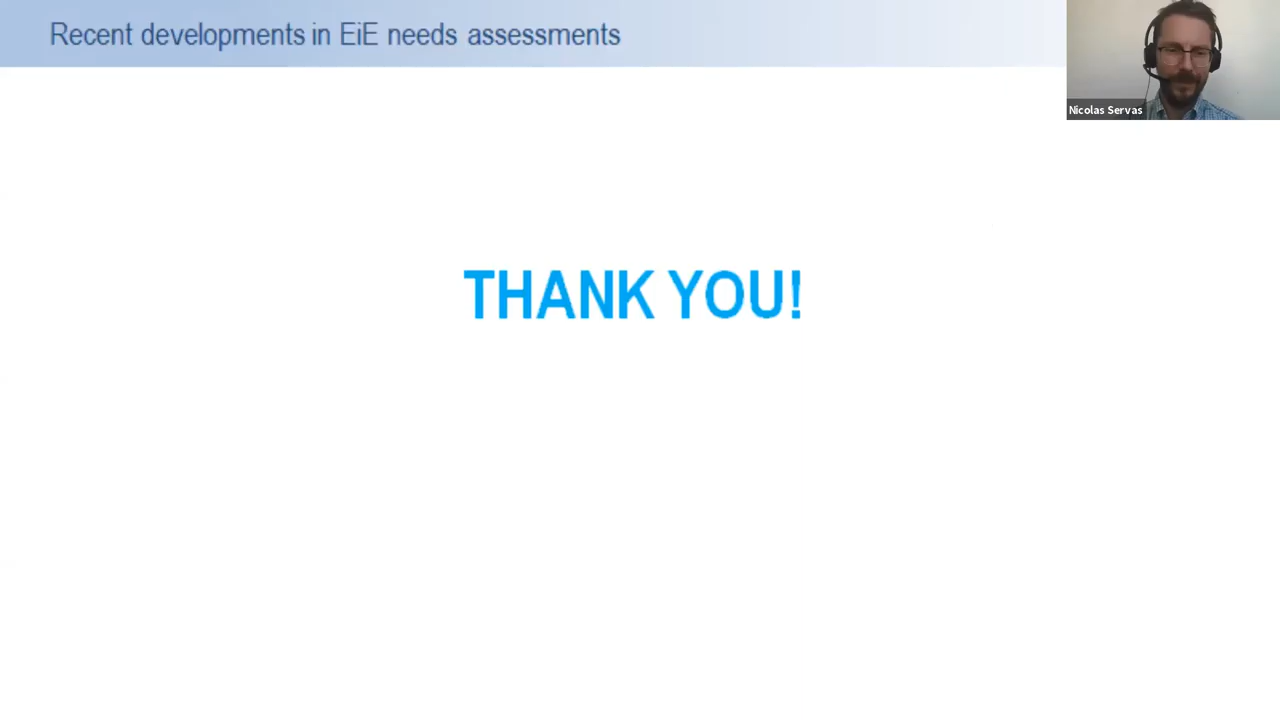 Recent developments in EiE needs assessments
Nicolas Servas
THANK YOU!